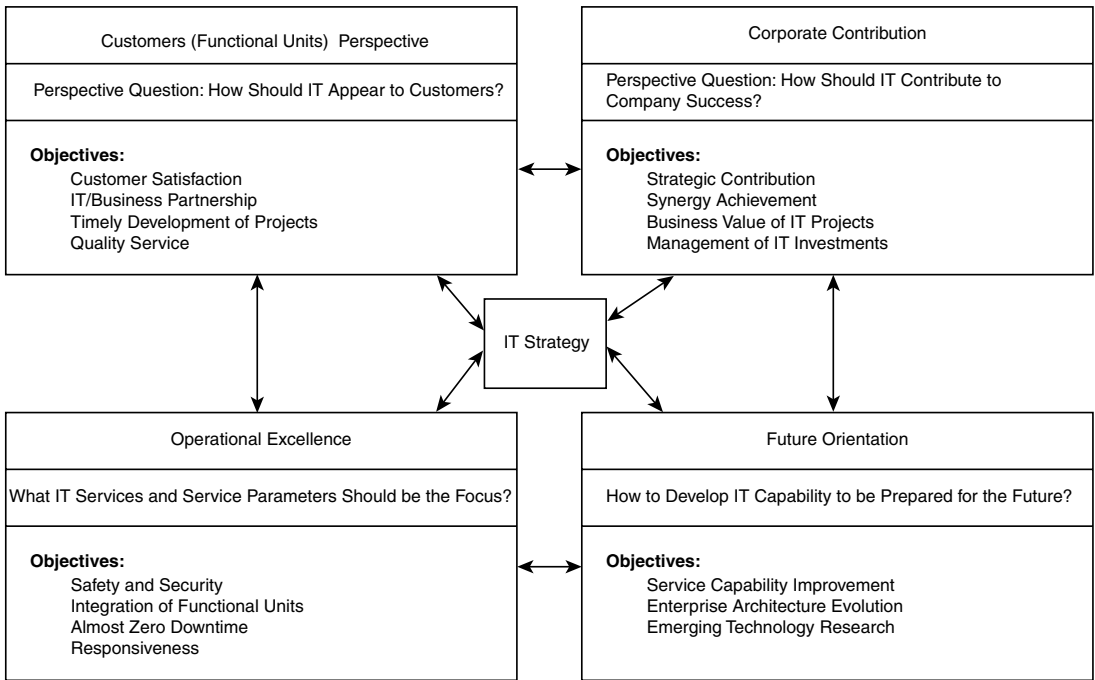 Customers (Functional Units) Perspective
Perspective Question: How Should IT Appear to Customers?
Objectives:
Customer Satisfaction
IT/Business Partnership
Timely Development of Projects
Quality Service
Corporate Contribution
Perspective Question: How Should IT Contribute to
Company Success?
Objectives:
Strategic Contribution
Synergy Achievement
Business Value of IT Projects
Management of IT Investments
IT Strategy
Operational Excellence
What IT Services and Service Parameters Should be the Focus?
Objectives:
Safety and Security
Integration of Functional Units
Almost Zero Downtime
Responsiveness
Future Orientation
How to Develop IT Capability to be Prepared for the Future?
Objectives:
Service Capability Improvement
Enterprise Architecture Evolution
Emerging Technology Research